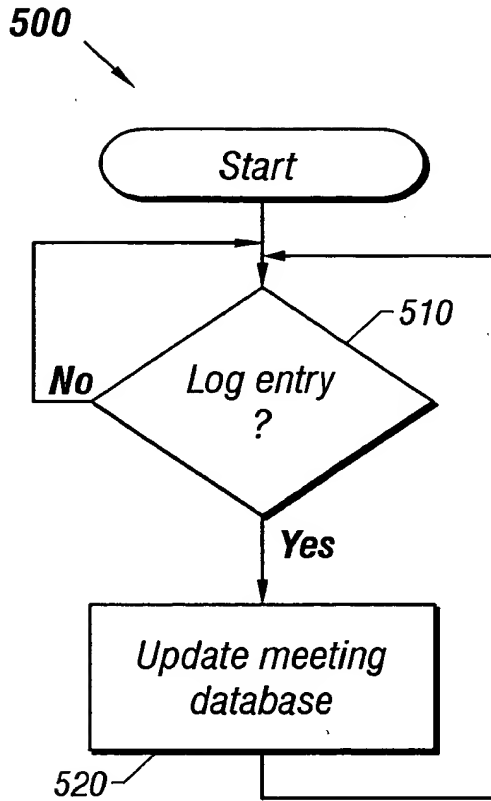 500
Start
510
Log entry
?
No
Yes
Update meeting
database
520